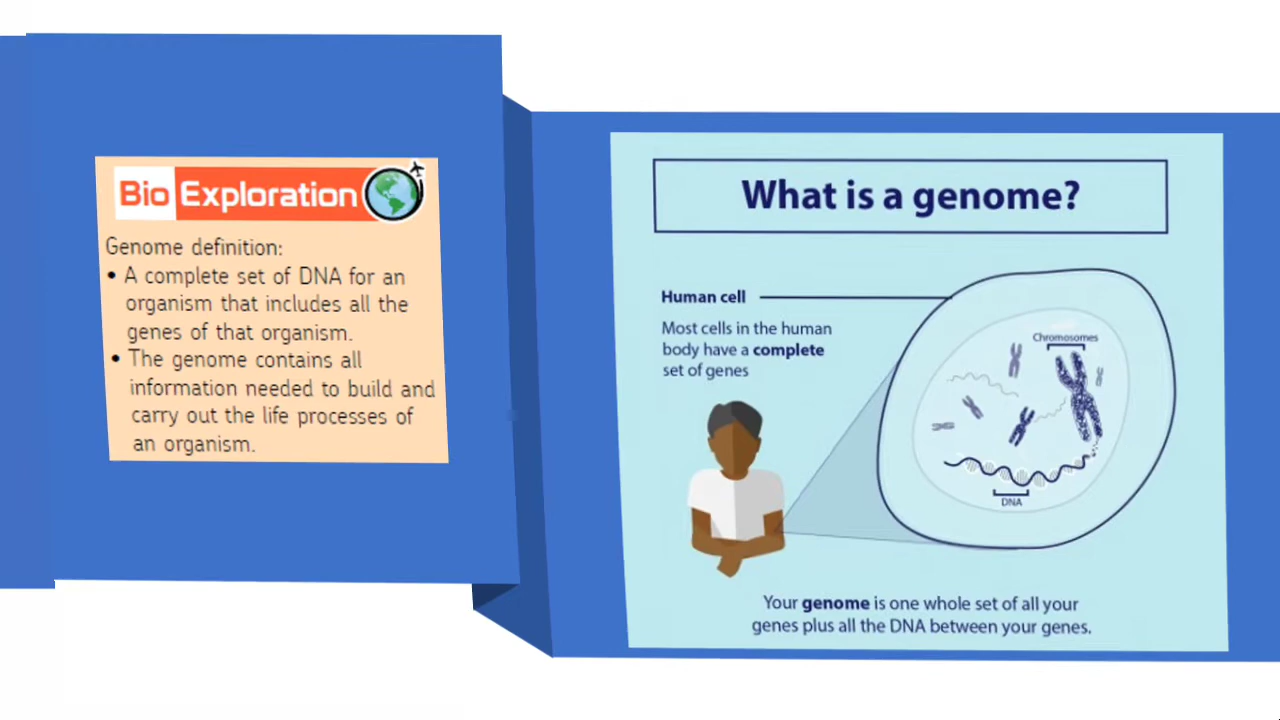 Bio Exploration
Genome definition:
• A complete set of DNA for an
organism that includes all the
genes of that organism.
• The genome contains all
information needed to build and
carry out the life processes of
an organism.
What is a genome?
Human cell
Most cells in the human
body have a complete
set of genes
Chromosomes
DNA
Your genome is one whole set of all your
genes plus all the DNA between your genes.